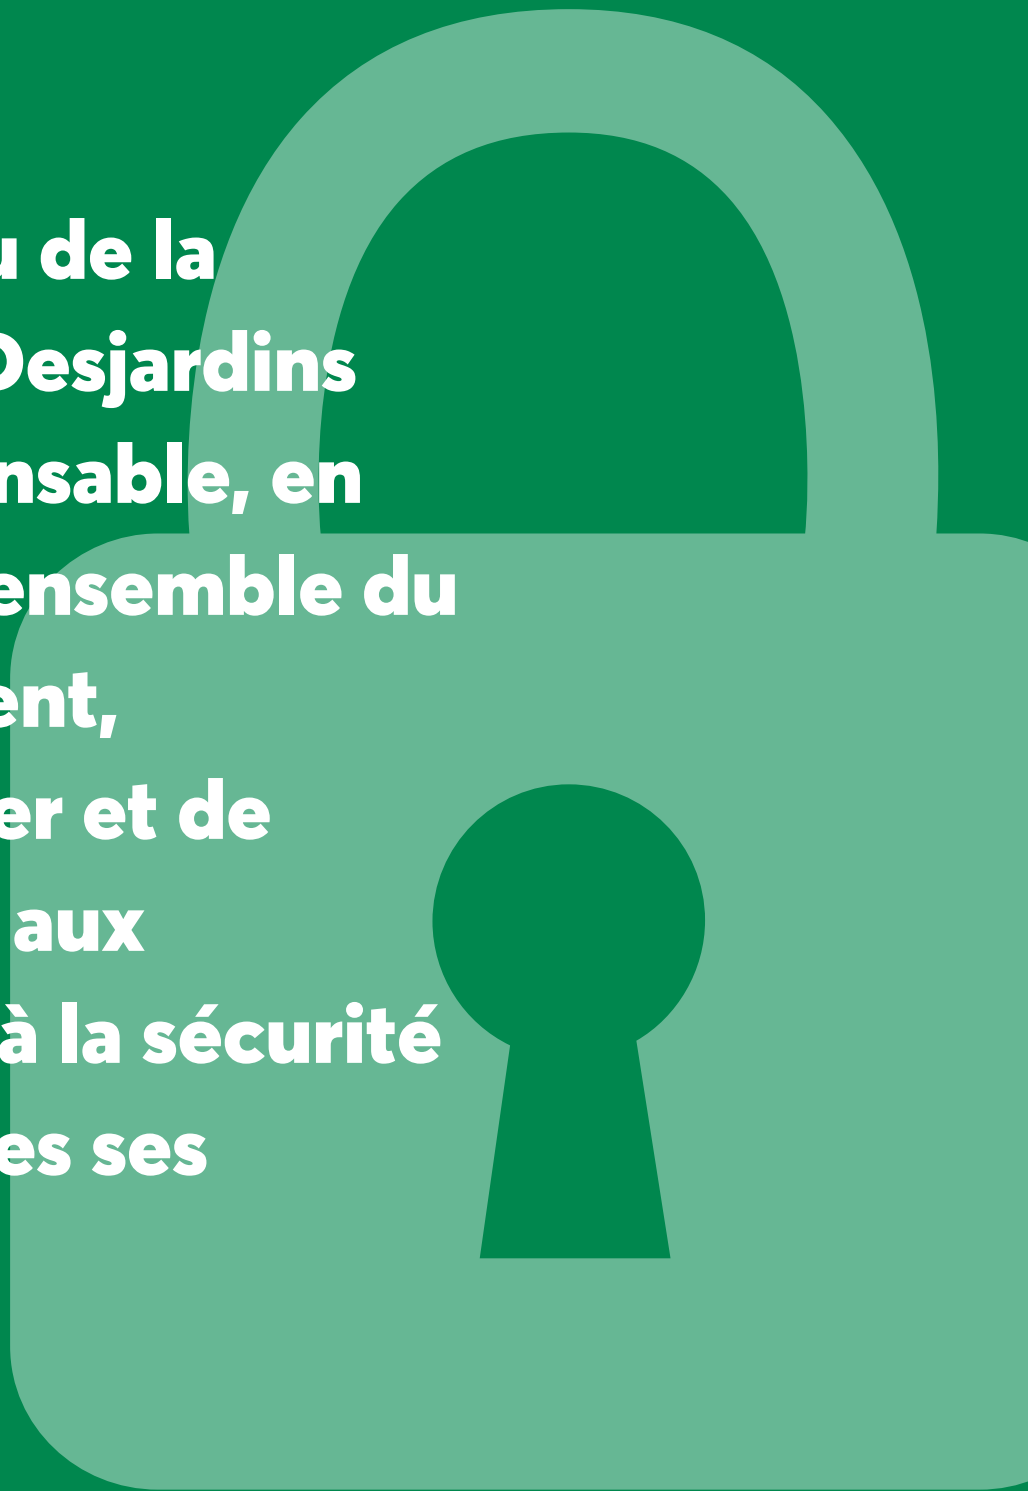 u de la
Desjardins
nsable, en
ensemble du
ent,
er et de
aux
à la sécurité
es ses